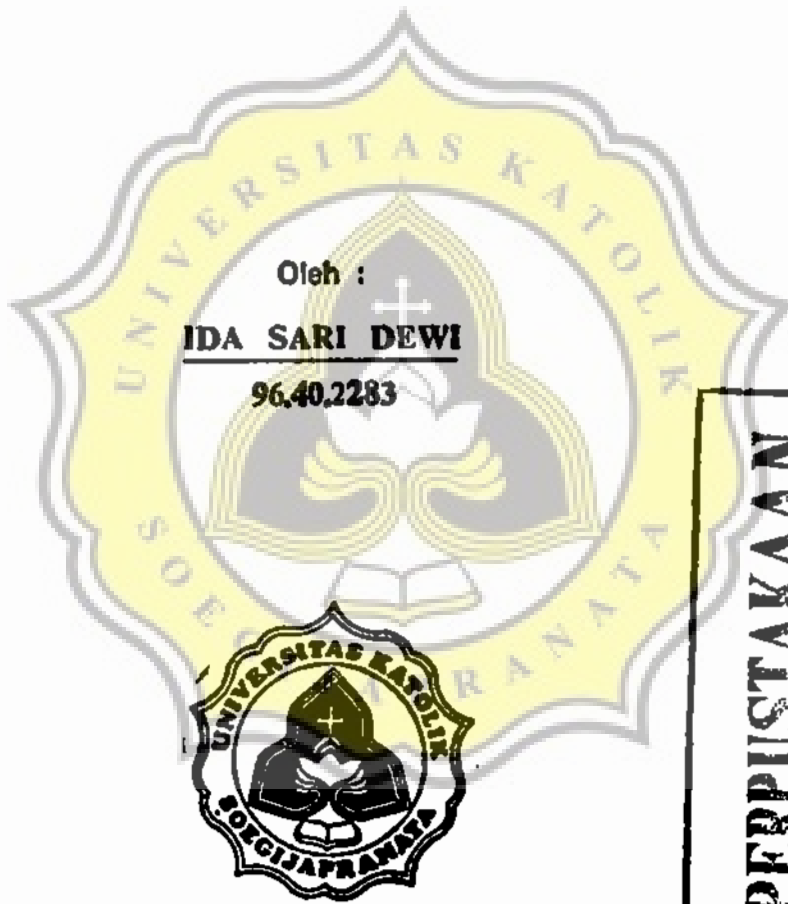 UNIVERSITAS KATOLIK
SOEGIJAPRANATA
Oleh :
IDA SARI DEWI
96.40.2283
UNIVERSITAS KATOLIK
SOEGIJAPRANATA
PERPUSTAKAAN